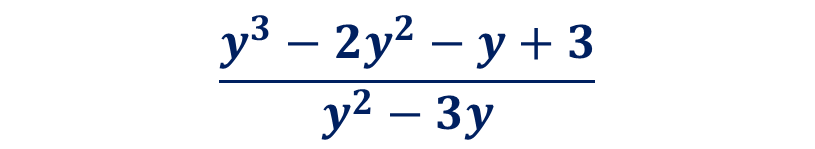 y³ − 2y² − y + 3
y² − 3y